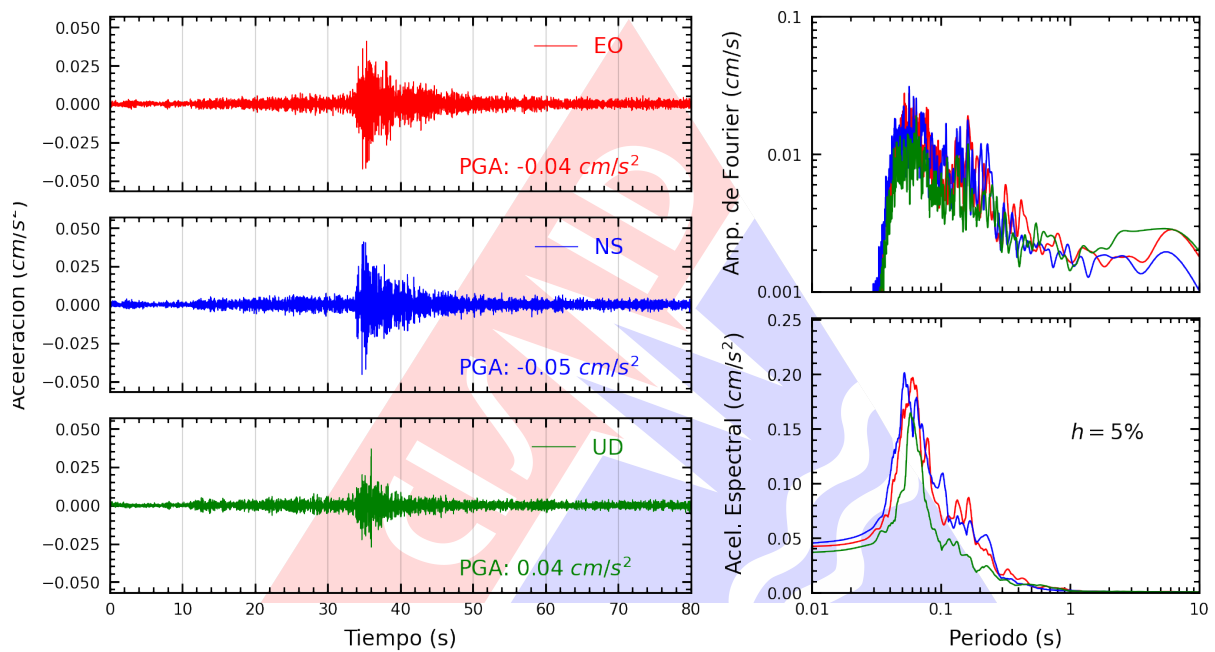 0.050
0.025
0.000
−0.025
−0.050
EO
PGA: -0.04 cm/s²
0.050
0.025
0.000
−0.025
−0.050
NS
PGA: -0.05 cm/s²
0.050
0.025
0.000
−0.025
−0.050
UD
PGA: 0.04 cm/s²
0 10 20 30 40 50 60 70 80
Tiempo (s)
Aceleracion (cm/s²)
0.1
0.01
0.001
Amp. de Fourier (cm/s)
0.25
0.20
0.15
0.10
0.05
0.00
Acel. Espectral (cm/s²)
h = 5%
0.01 0.1 1 10
Periodo (s)